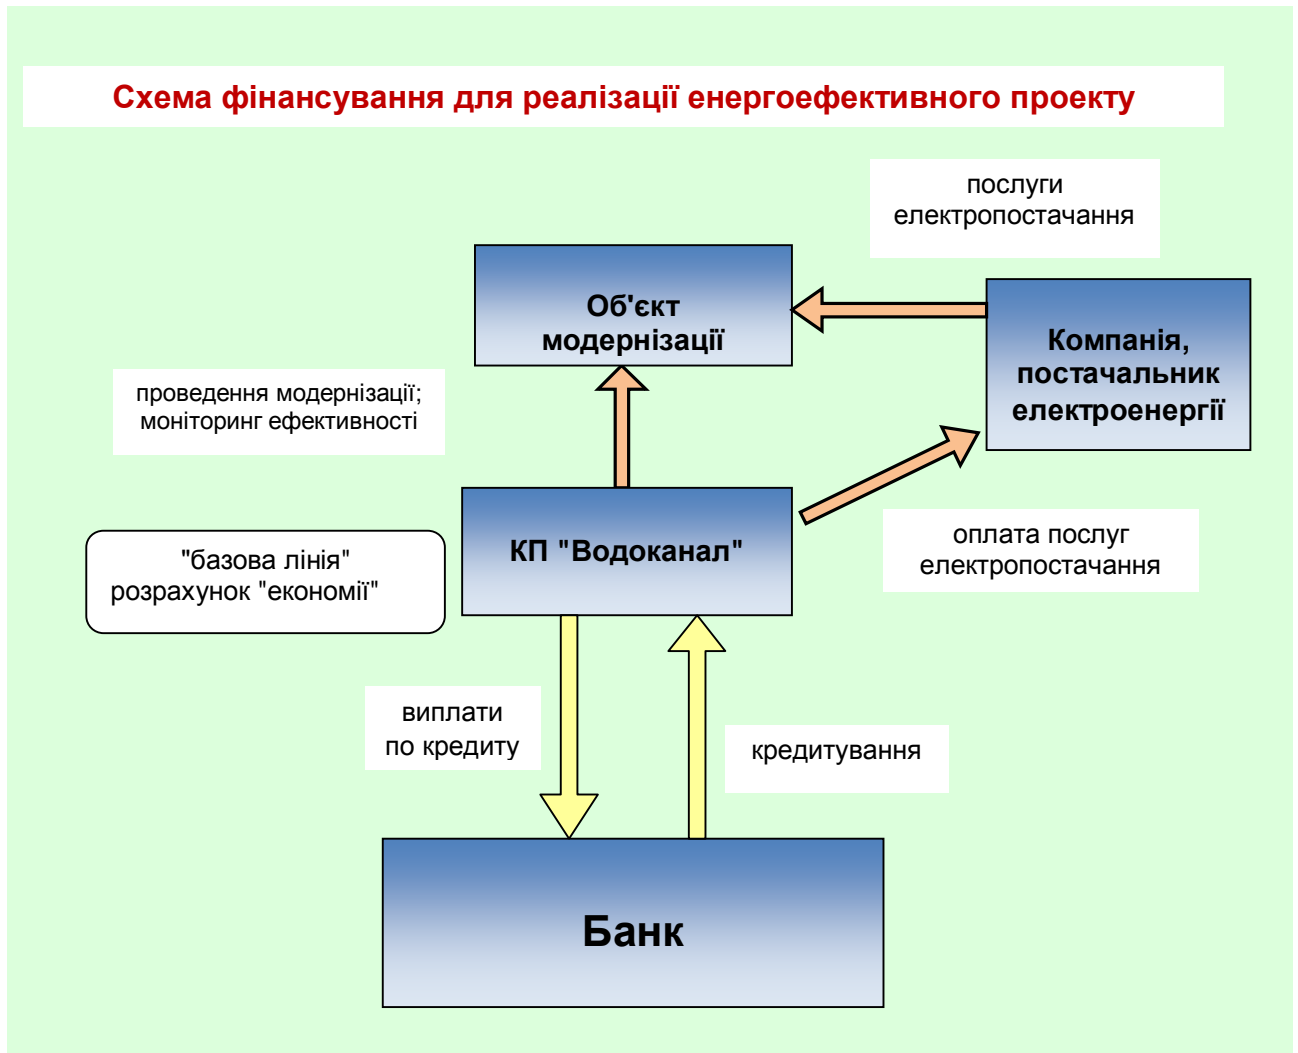 Схема фінансування для реалізації енергоефективного проекту
послуги
електропостачання
Об'єкт
модернізації
Компанія,
постачальник
електроенергії
проведення модернізації;
моніторинг ефективності
КП "Водоканал"
"базова лінія"
розрахунок "економії"
оплата послуг
електропостачання
виплати
по кредиту
кредитування
Банк